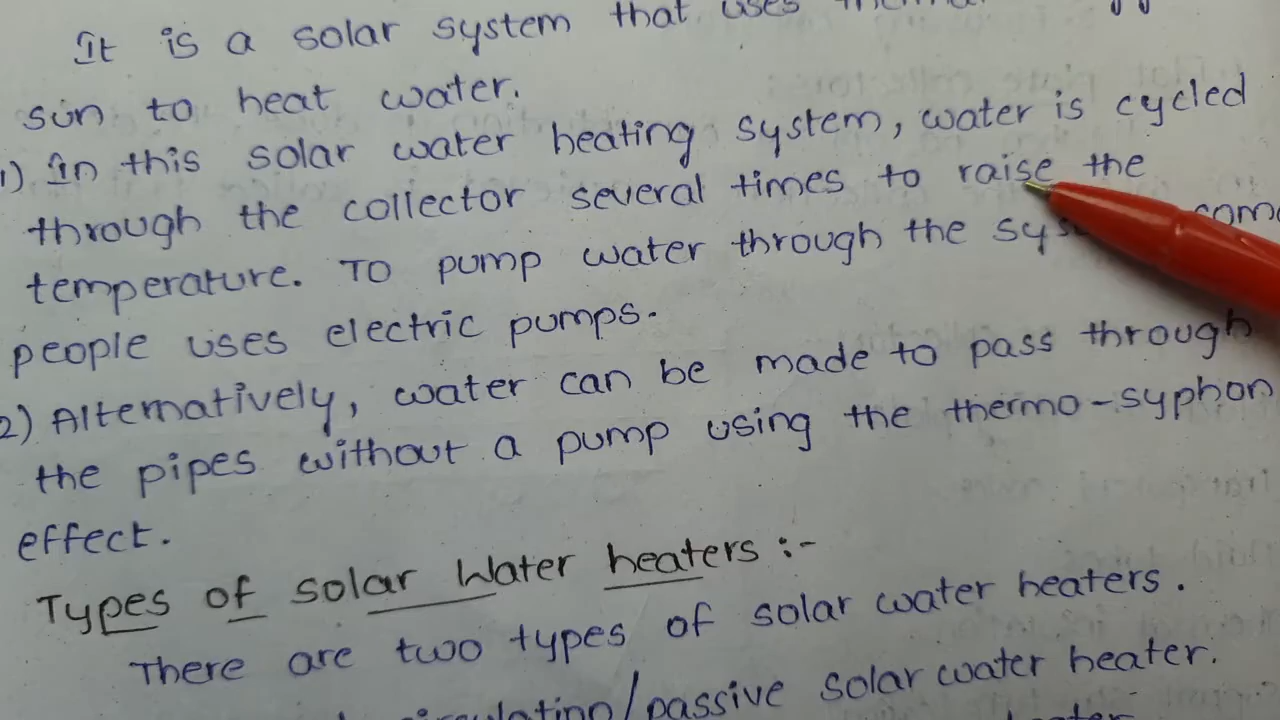 It is a solar system that uses
sun to heat water.
1) In this solar water heating system, water is cycled
through the collector several times to raise the
temperature. To pump water through the
people uses electric pumps.
2) Alternatively, water can be made to pass through
the pipes without a pump using the thermo-syphon
effect.
Types of solar Water heaters :-
There are two types of solar water heaters.
/passive solar water heater.